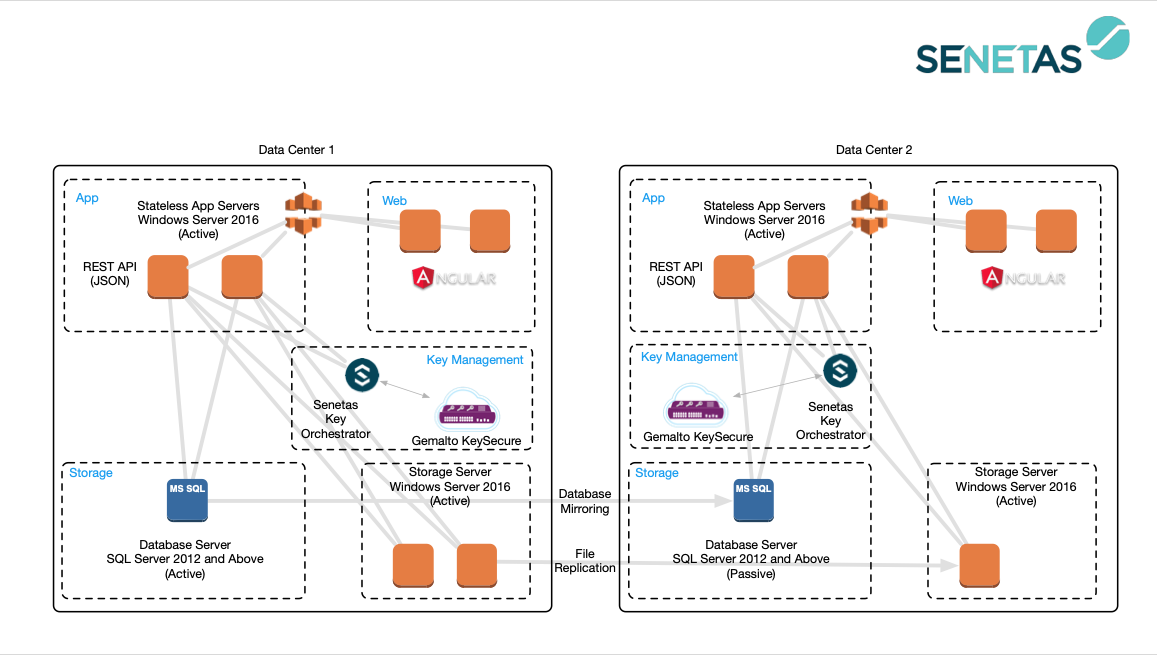 SENETAS
Data Center 1
App
Stateless App Servers
Windows Server 2016
(Active)
REST API
(JSON)
Web
A
NGULAR
Key Management
Senetas
Key
Orchestrator
Gemalto KeySecure
Storage
MS SQL
Database Server
SQL Server 2012 and Above
(Active)
Storage Server
Windows Server 2016
(Active)
Database
Mirroring
File
Replication
Data Center 2
App
Stateless App Servers
Windows Server 2016
(Active)
REST API
(JSON)
Web
A
NGULAR
Key Management
Gemalto KeySecure
Senetas
Key
Orchestrator
Storage
MS SQL
Database Server
SQL Server 2012 and Above
(Passive)
Storage Server
Windows Server 2016
(Active)